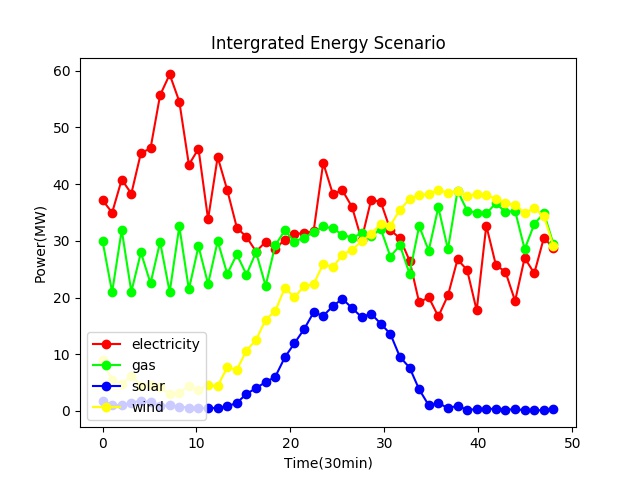 Intergrated Energy Scenario
60
50
40
30
20
10
0
Power(MW)
electricity
gas
solar
wind
0 10 20 30 40 50
Time(30min)